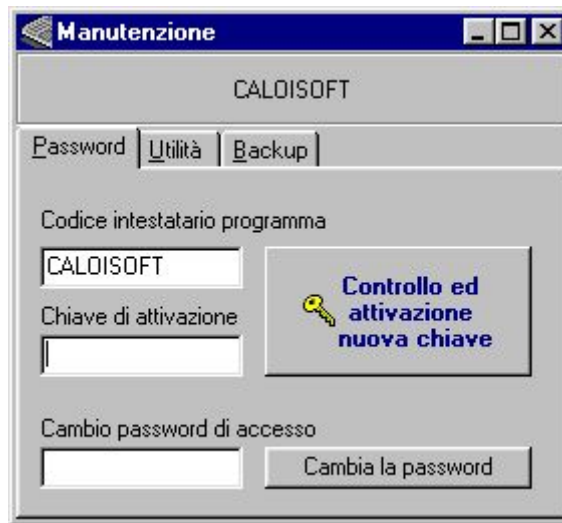 Manutenzione
CALOISOFT
Password Utilità Backup
Codice intestatario programma
CALOISOFT
Controllo ed
attivazione
nuova chiave
Chiave di attivazione
Cambio password di accesso
Cambia la password